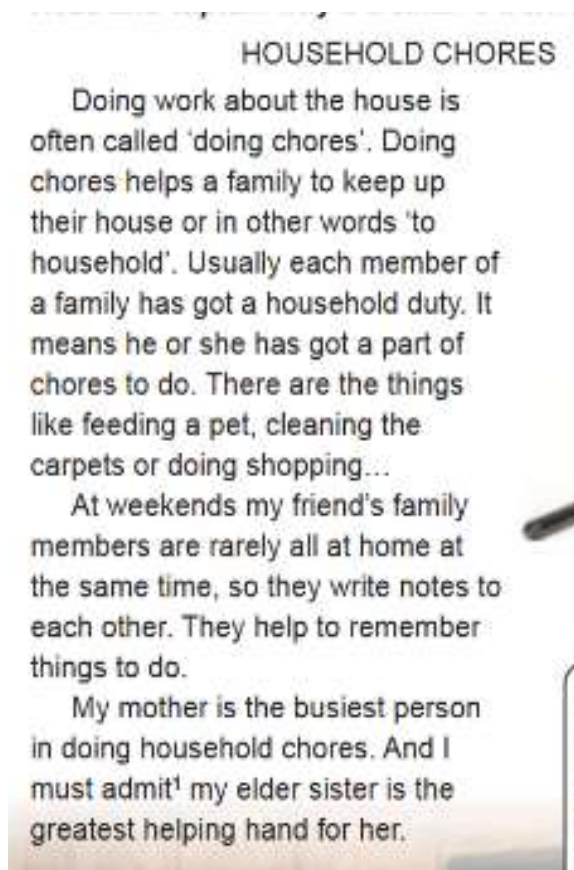 HOUSEHOLD CHORES
Doing work about the house is
often called ‘doing chores’. Doing
chores helps a family to keep up
their house or in other words ‘to
household’. Usually each member of
a family has got a household duty. It
means he or she has got a part of
chores to do. There are the things
like feeding a pet, cleaning the
carpets or doing shopping…
At weekends my friend’s family
members are rarely all at home at
the same time, so they write notes to
each other. They help to remember
things to do.
My mother is the busiest person
in doing household chores. And I
must admit¹ my elder sister is the
greatest helping hand for her.